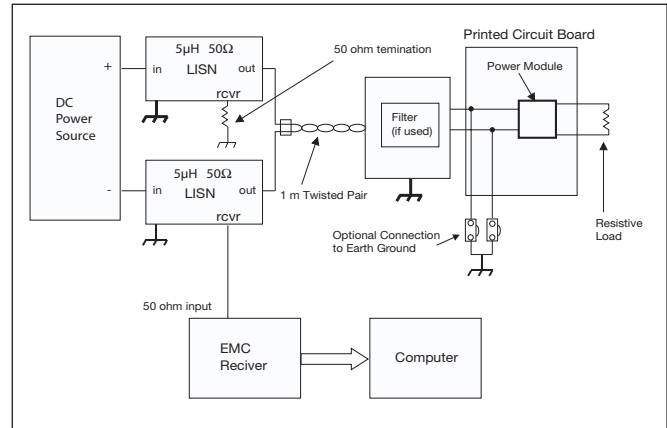 Printed Circuit Board
50 ohm temination
5µH 50Ω
LISN
in
out
rcvr
+
DC
Power
Source
-
Power Module
Filter
(if used)
5µH 50Ω
LISN
in
out
rcvr
1 m Twisted Pair
Optional Connection
to Earth Ground
Resistive
Load
50 ohm input
EMC
Reciver
Computer